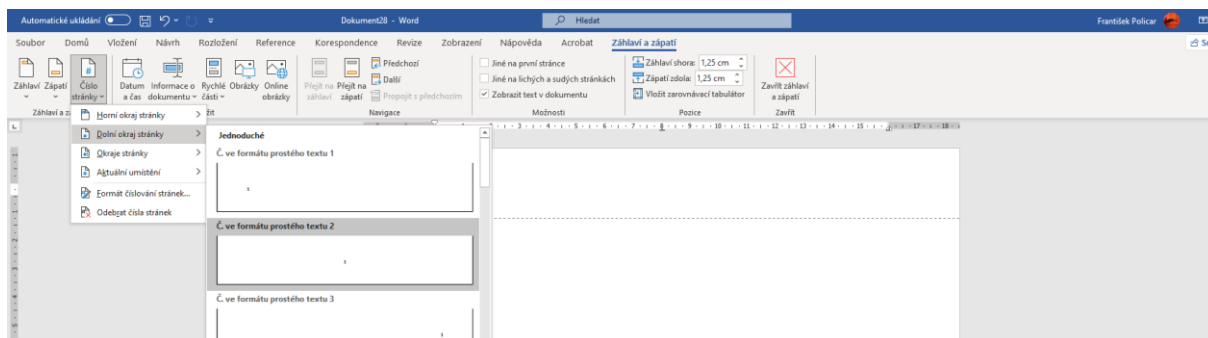 Automatické ukládání
Dokument28 - Word
Hledat
František Policar
Soubor Domů Vložení Návrh Rozložení Reference Korespondence Revize Zobrazení Nápověda Acrobat Záhlaví a zápatí
Záhlaví
Zápatí
Číslo stránky
Datum a čas
Informace o dokumentu
Rychlé části
Obrázky
Online obrázky
Přejít na záhlaví
Přejít na zápatí
Předchozí
Další
Propojit s předchozím
Jiné na první stránce
Jiné na lichých a sudých stránkách
Zobrazit text v dokumentu
Záhlaví shora: 1,25 cm
Zápatí zdola: 1,25 cm
Vložit zarovnávací tabulátor
Zavřít záhlaví a zápatí
Navigace
Možnosti
Pozice
Zavřít
Horní okraj stránky
Dolní okraj stránky
Okraje stránky
Aktuální umístění
Formát číslování stránek...
Odebrat čísla stránek
Jednoduché
Č. ve formátu prostého textu 1
Č. ve formátu prostého textu 2
Č. ve formátu prostého textu 3